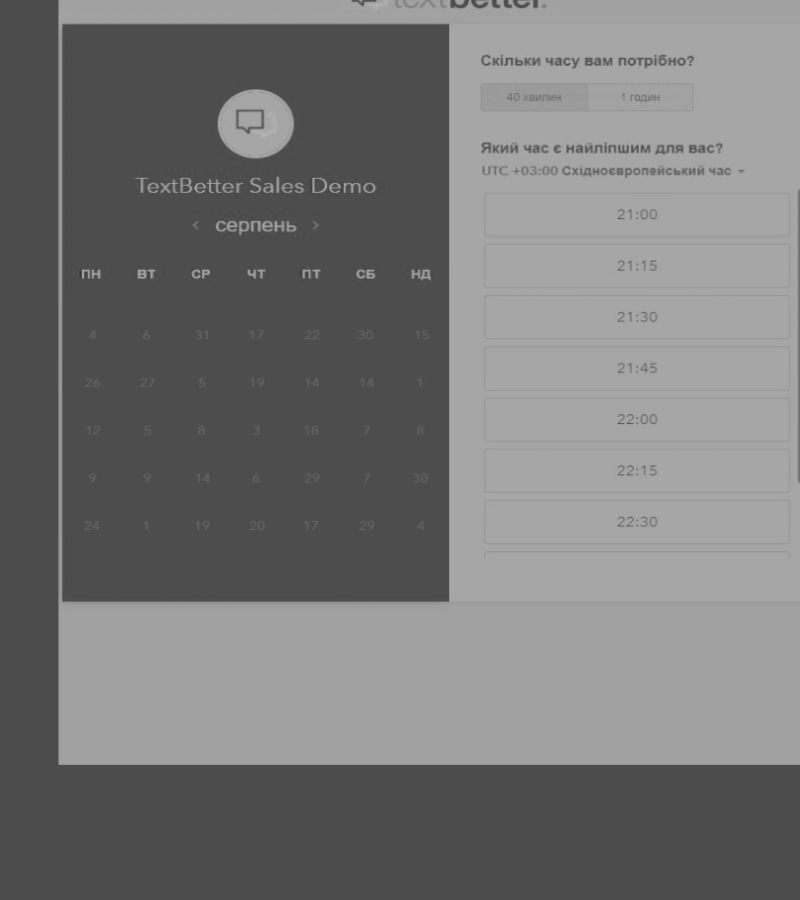 textbetter.
TextBetter Sales Demo
‹ серпень ›
ПН ВТ СР ЧТ ПТ СБ НД
4 6 31 17 22 30 15
26 27 5 19 14 14 1
12 5 8 3 18 7 8
9 9 14 6 29 7 30
24 1 19 20 17 29 4
Скільки часу вам потрібно?
40 хвилин 1 годин
Який час є найліпшим для вас?
UTC +03:00 Східноєвропейський час
21:00
21:15
21:30
21:45
22:00
22:15
22:30